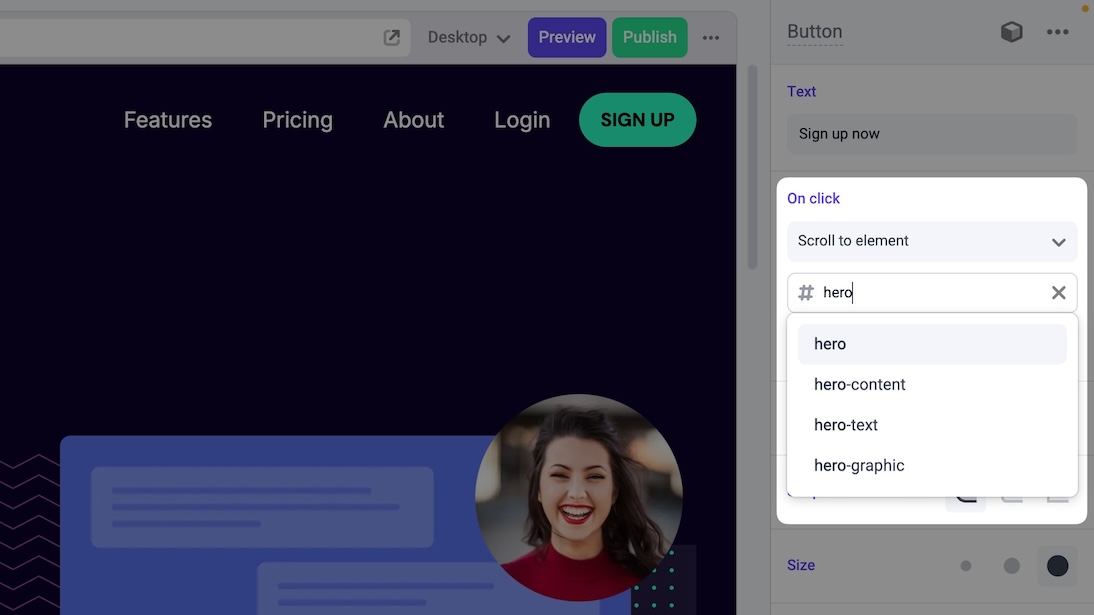 Desktop
Preview
Publish
Features
Pricing
About
Login
SIGN UP
Button
Text
Sign up now
On click
Scroll to element
# hero
hero
hero-content
hero-text
hero-graphic
Size